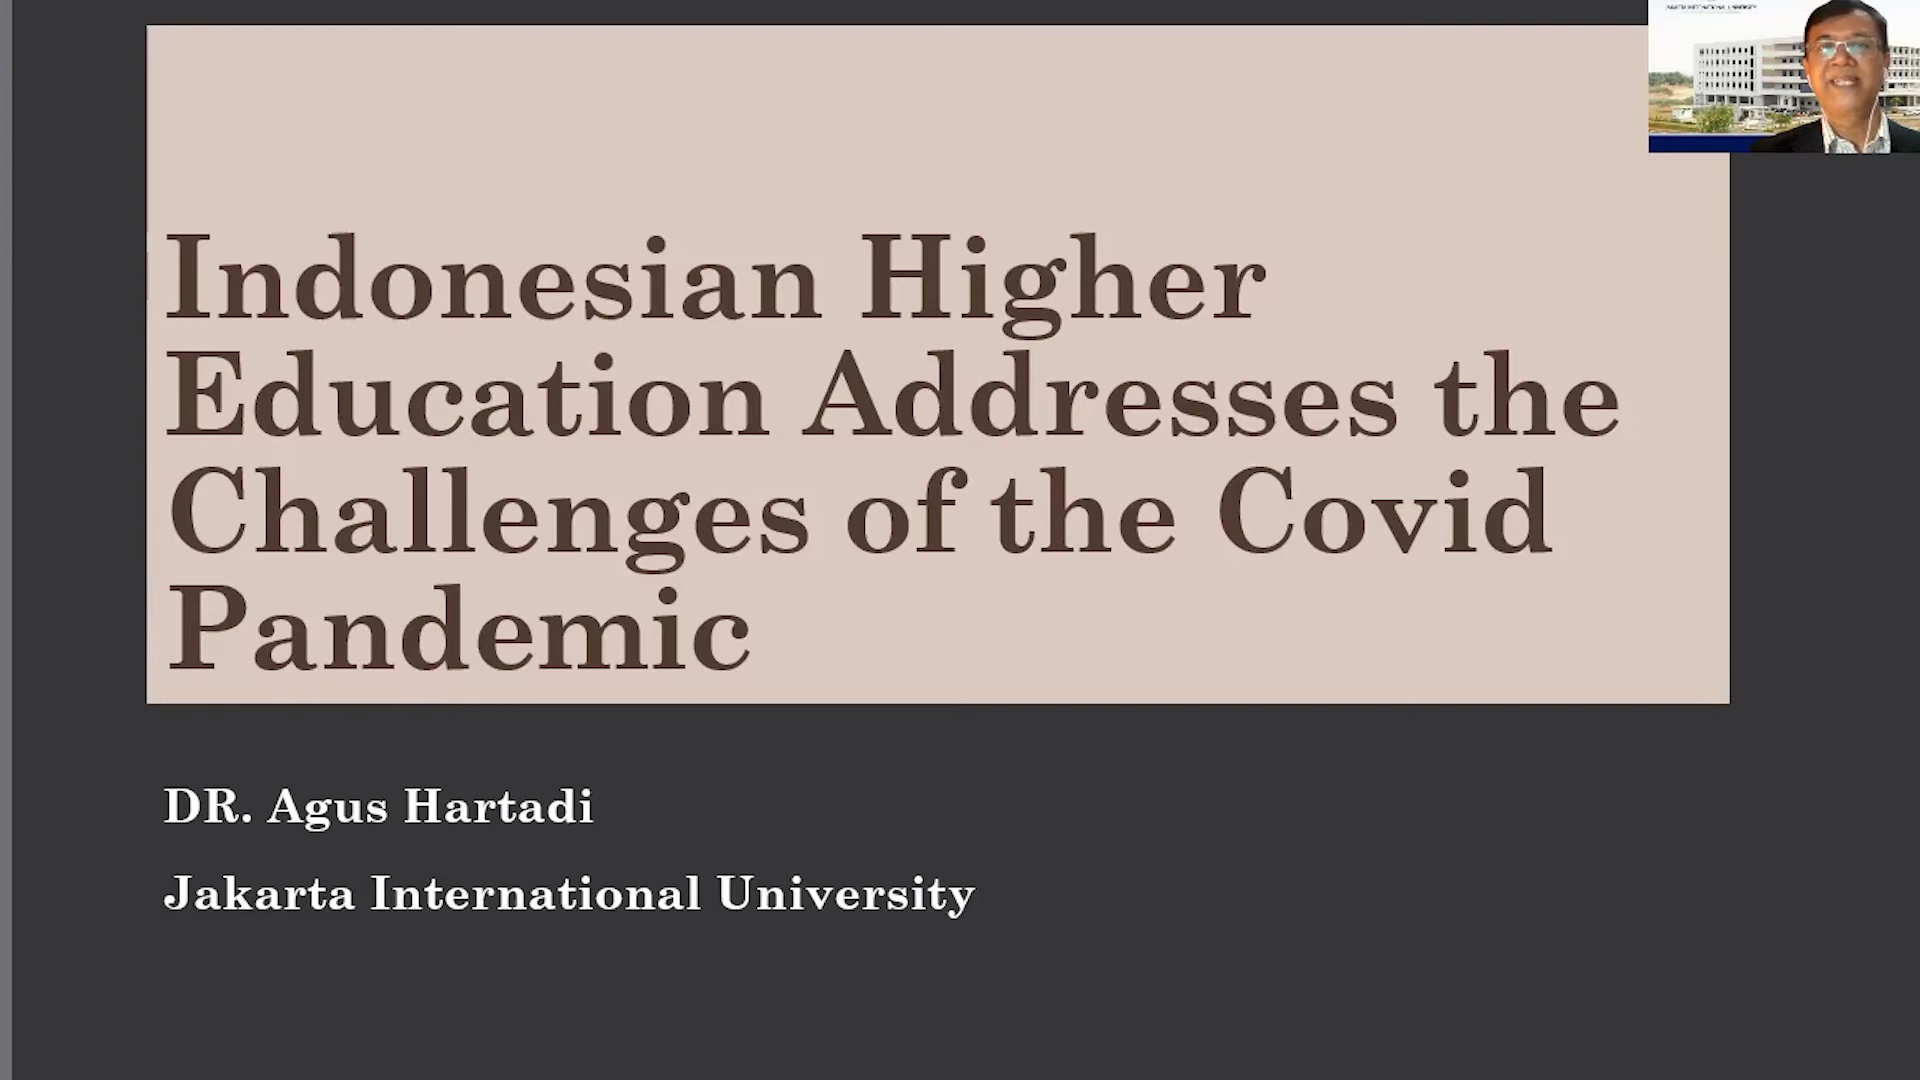 Indonesian Higher
Education Addresses the
Challenges of the Covid
Pandemic
DR. Agus Hartadi
Jakarta International University